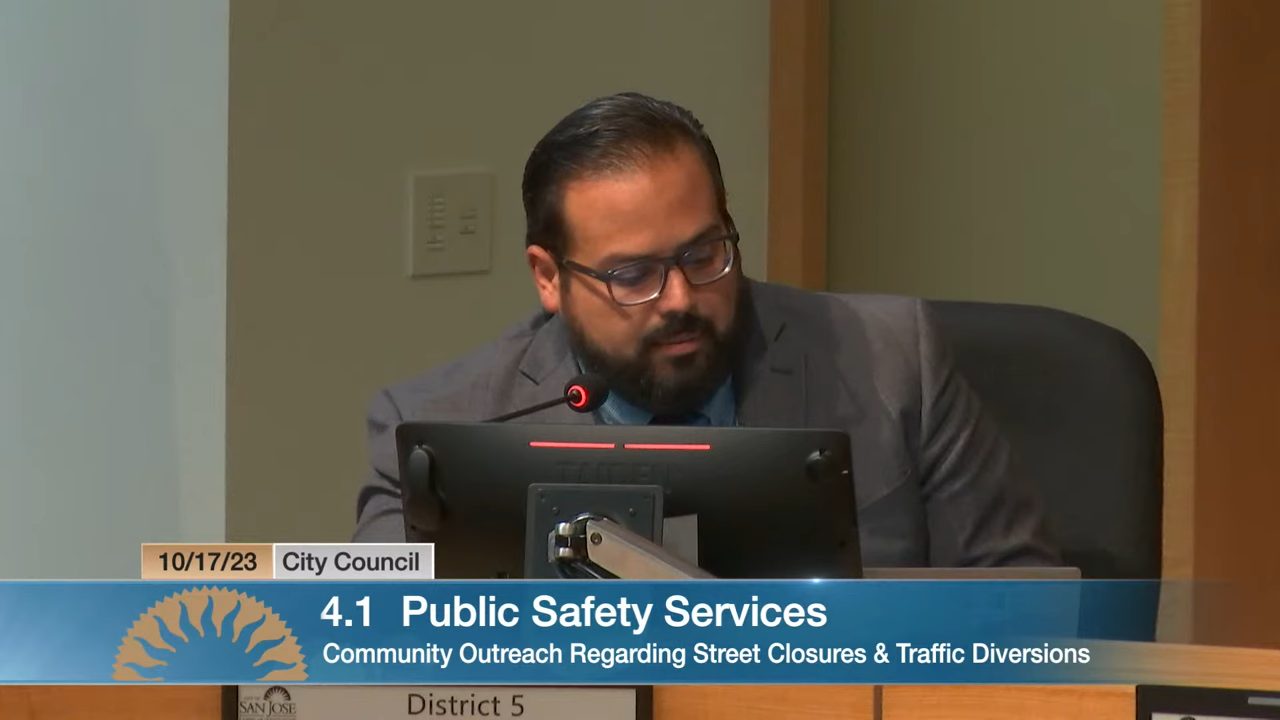 10/17/23 City Council
4.1 Public Safety Services
Community Outreach Regarding Street Closures & Traffic Diversions
SAN JOSE
District 5